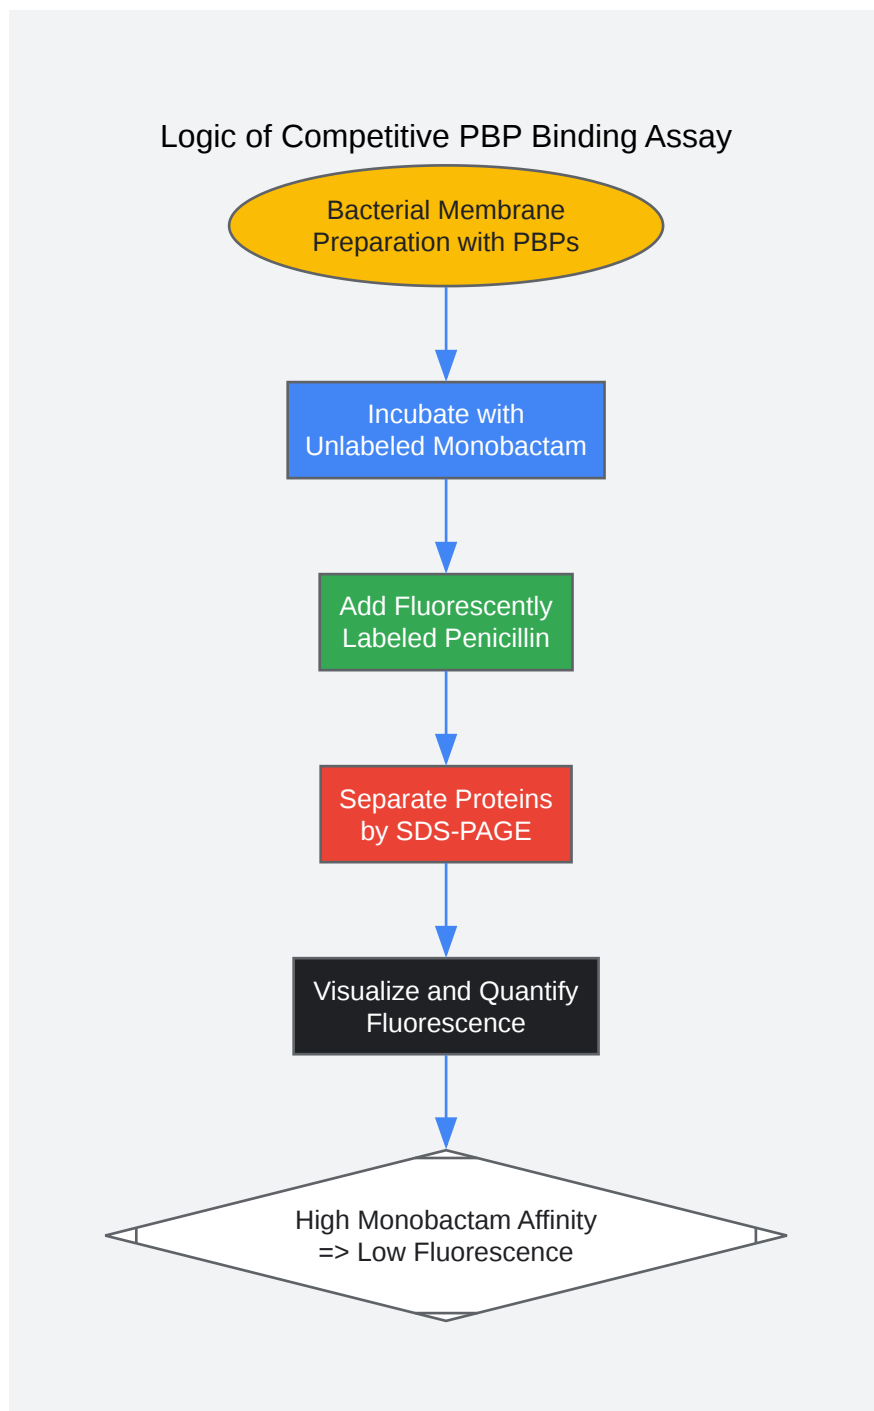 Logic of Competitive PBP Binding Assay
Bacterial Membrane
Preparation with PBPs
Incubate with
Unlabeled Monobactam
Add Fluorescently
Labeled Penicillin
Separate Proteins
by SDS-PAGE
Visualize and Quantify
Fluorescence
High Monobactam Affinity
=> Low Fluorescence